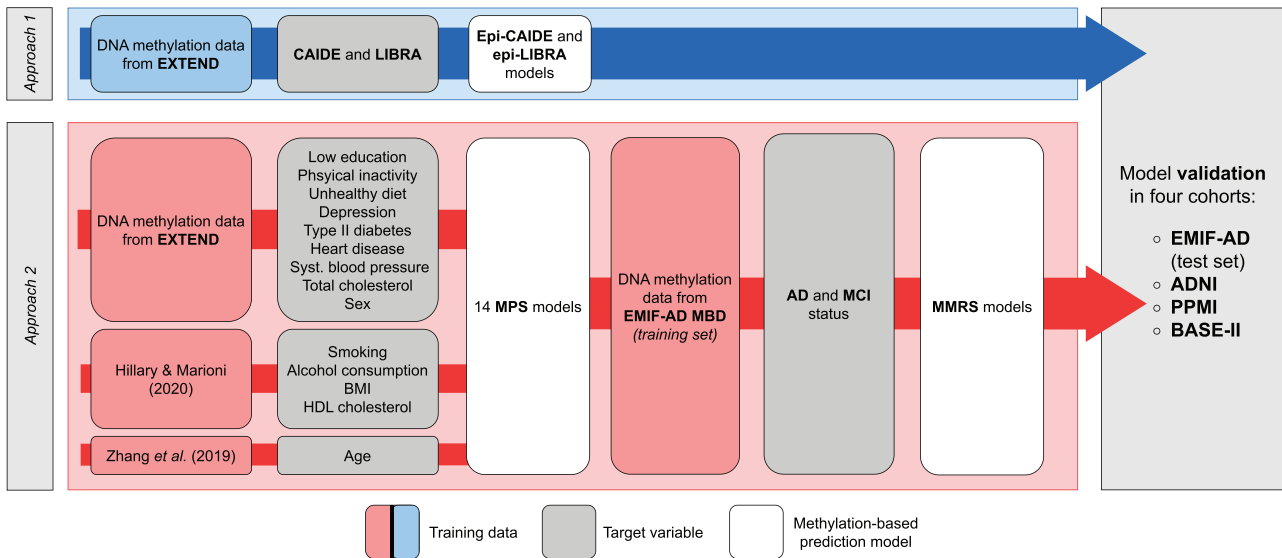 Approach 1
DNA methylation data
from EXTEND
CAIDE and LIBRA
Epi-CAIDE and
epi-LIBRA
models
Approach 2
DNA methylation data
from EXTEND
Low education
Phsyical inactivity
Unhealthy diet
Depression
Type II diabetes
Heart disease
Syst. blood pressure
Total cholesterol
Sex
Hillary & Marioni
(2020)
Smoking
Alcohol consumption
BMI
HDL cholesterol
Zhang et al. (2019)
Age
14 MPS models
DNA methylation
data from
EMIF-AD MBD
(training set)
AD and MCI
status
MMRS models
Model validation
in four cohorts:
EMIF-AD
(test set)
ADNI
PPMI
BASE-II
Training data
Target variable
Methylation-based
prediction model